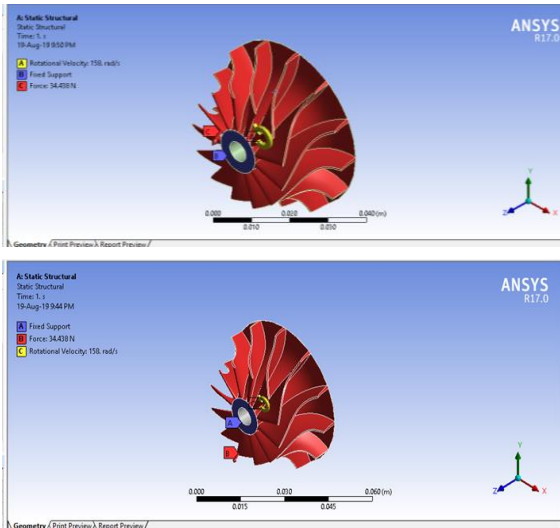 A: Static Structural
Static Structural
Time: 1. s
19-Aug-19 9:50 PM
A Rotational Velocity: 158. rad/s
B Fixed Support
C Force: 34.438 N
ANSYS
R17.0
C
B
Y
Z X
0.000 0.020 0.040 (m)
0.010 0.030
Geometry Print Preview Report Preview
A: Static Structural
Static Structural
Time: 1. s
19-Aug-19 9:44 PM
A Fixed Support
B Force: 34.438 N
C Rotational Velocity: 158. rad/s
ANSYS
R17.0
A
B
Y
Z X
0.000 0.030 0.060 (m)
0.015 0.045
Geometry Print Preview Report Preview